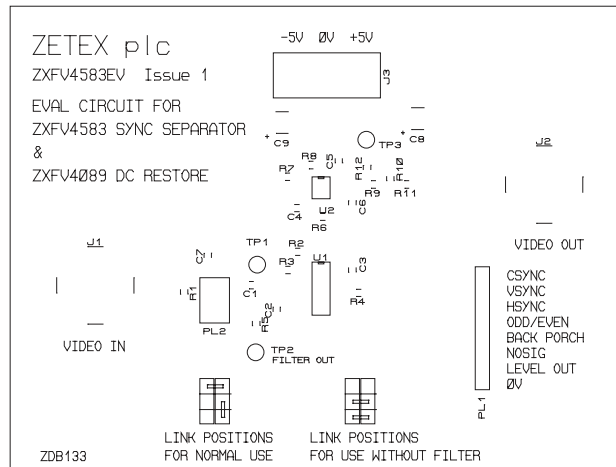 ZETEX plc
ZXFV4583EV Issue 1
EVAL CIRCUIT FOR
ZXFV4583 SYNC SEPARATOR
&
ZXFV4089 DC RESTORE
-5V 0V +5V
J3
C9
TP3
C8
R8
C5
R7
R12
R10
R9
R11
U2
C4
C6
R6
J2
VIDEO OUT
J1
VIDEO IN
C7
R1
PL2
TP1
R2
R3
U1
C3
C1
R4
C2
R5
TP2
FILTER OUT
CSYNC
VSYNC
HSYNC
ODD/EVEN
BACK PORCH
NOSIG
LEVEL OUT
0V
PL1
LINK POSITIONS
FOR NORMAL USE
LINK POSITIONS
FOR USE WITHOUT FILTER
ZDB133